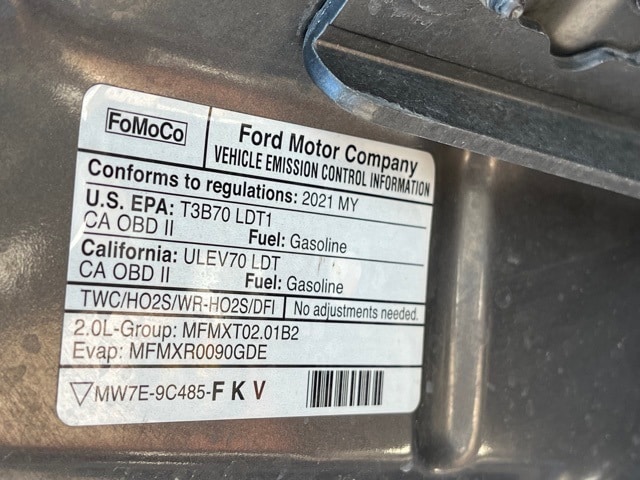 FoMoCo
Ford Motor Company
VEHICLE EMISSION CONTROL INFORMATION
Conforms to regulations: 2021 MY
U.S. EPA: T3B70 LDT1
CA OBD II Fuel: Gasoline
California: ULEV70 LDT
CA OBD II Fuel: Gasoline
TWC/HO2S/WR-HO2S/DFI No adjustments needed.
2.0L-Group: MFMXT02.01B2
Evap: MFMXR0090GDE
▽MW7E-9C485-F K V